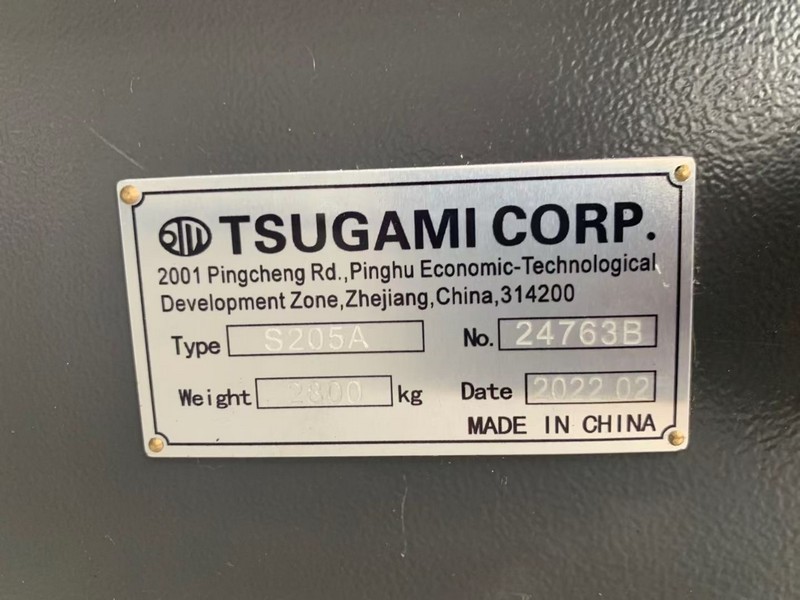 TSUGAMI CORP.
2001 Pingcheng Rd.,Pinghu Economic-Technological
Development Zone,Zhejiang,China,314200
Type S205A No. 24763B
Weight 2800 kg Date 2022.02
MADE IN CHINA